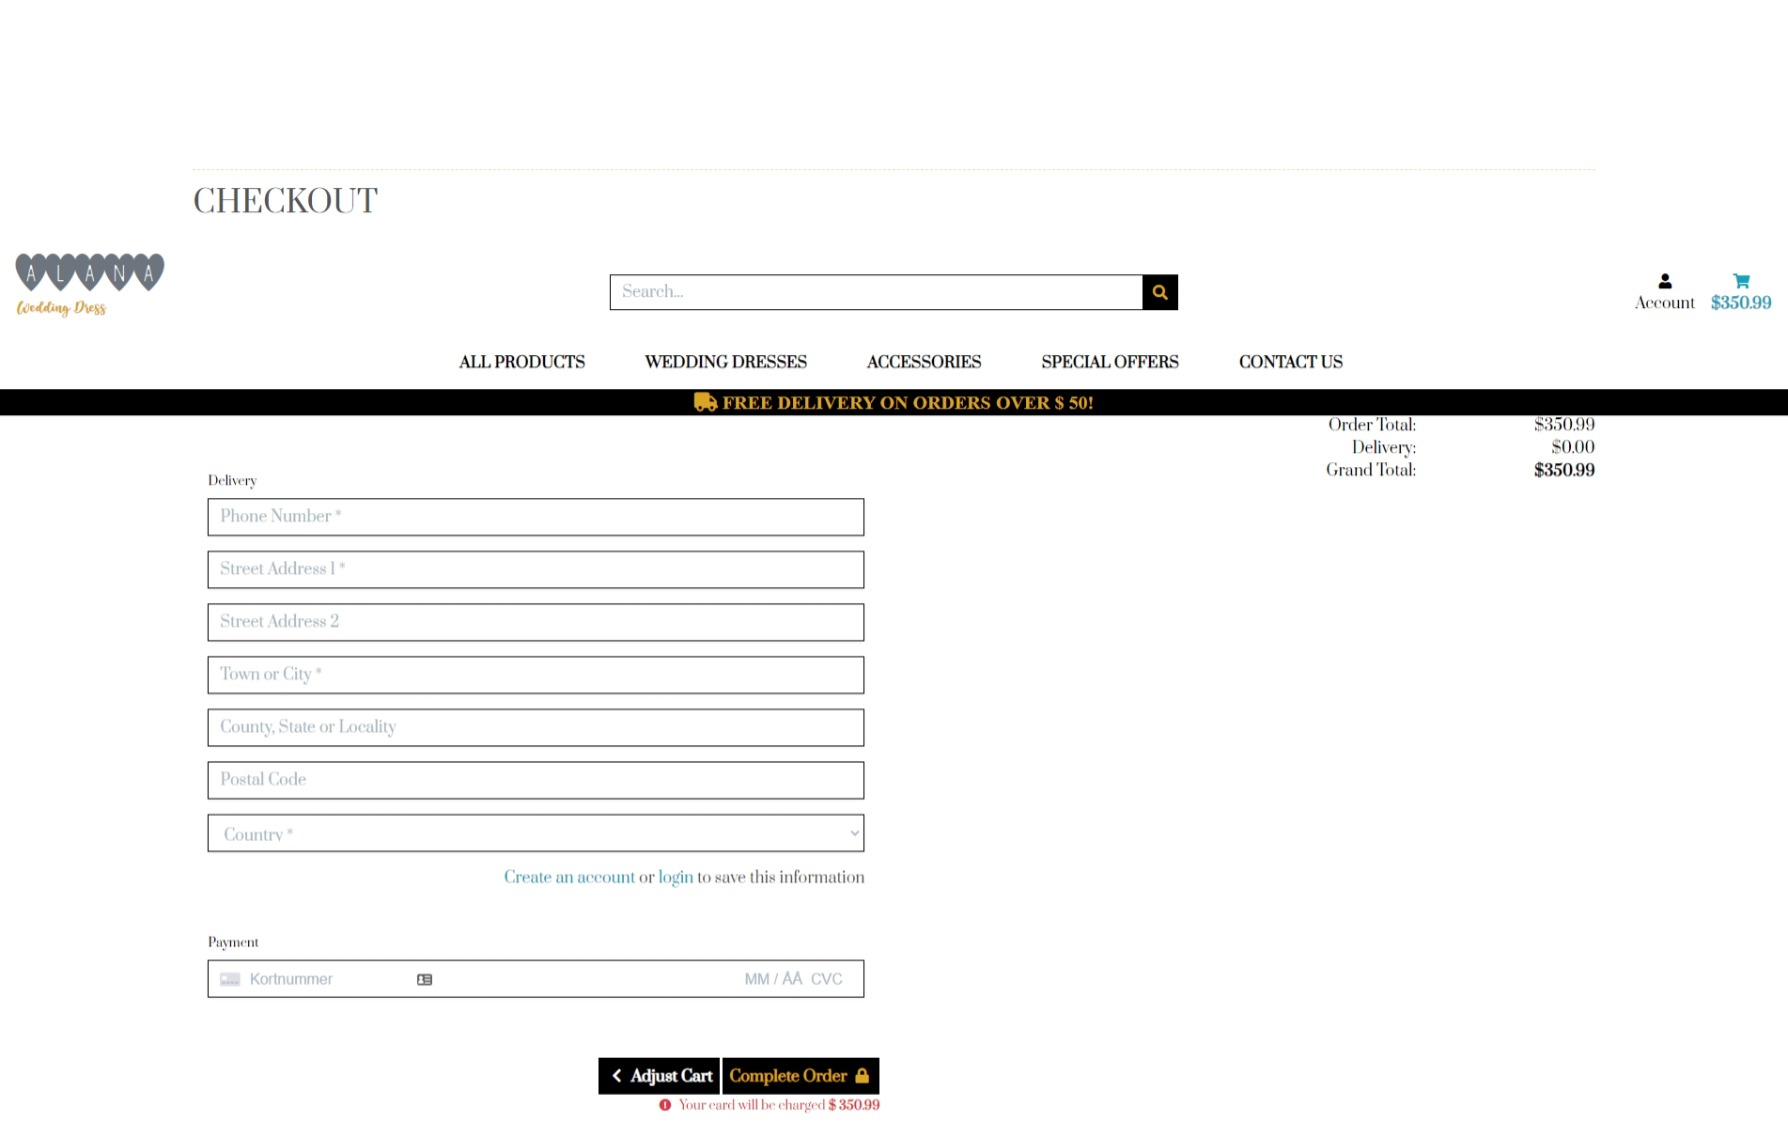 CHECKOUT
ALANA
Wedding Dress
Search...
Account
$350.99
ALL PRODUCTS
WEDDING DRESSES
ACCESSORIES
SPECIAL OFFERS
CONTACT US
FREE DELIVERY ON ORDERS OVER $ 50!
Order Total: $350.99
Delivery: $0.00
Grand Total: $350.99
Delivery
Phone Number *
Street Address 1 *
Street Address 2
Town or City *
County, State or Locality
Postal Code
Country *
Create an account or login to save this information
Payment
Kortnummer MM / ÅÅ CVC
Adjust Cart
Complete Order
Your card will be charged $ 350.99